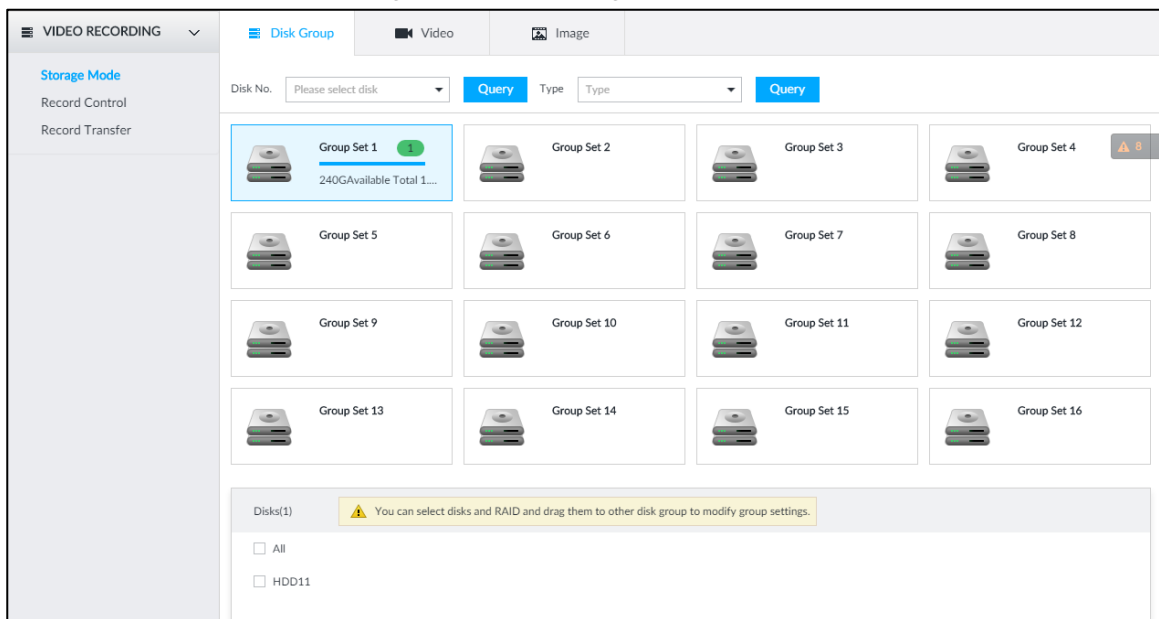 VIDEO RECORDING
Disk Group
Video
Image
Storage Mode
Record Control
Record Transfer
Disk No.
Please select disk
Query
Type
Type
Query
Group Set 1
1
240GAvailable Total 1....
Group Set 2
Group Set 3
Group Set 4
8
Group Set 5
Group Set 6
Group Set 7
Group Set 8
Group Set 9
Group Set 10
Group Set 11
Group Set 12
Group Set 13
Group Set 14
Group Set 15
Group Set 16
Disks(1)
You can select disks and RAID and drag them to other disk group to modify group settings.
All
HDD11